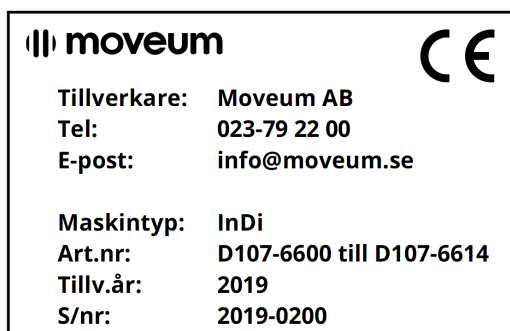 moveum
CE
Tillverkare: Moveum AB
Tel: 023-79 22 00
E-post: info@moveum.se
Maskintyp: InDi
Art.nr: D107-6600 till D107-6614
Tillv.år: 2019
S/nr: 2019-0200